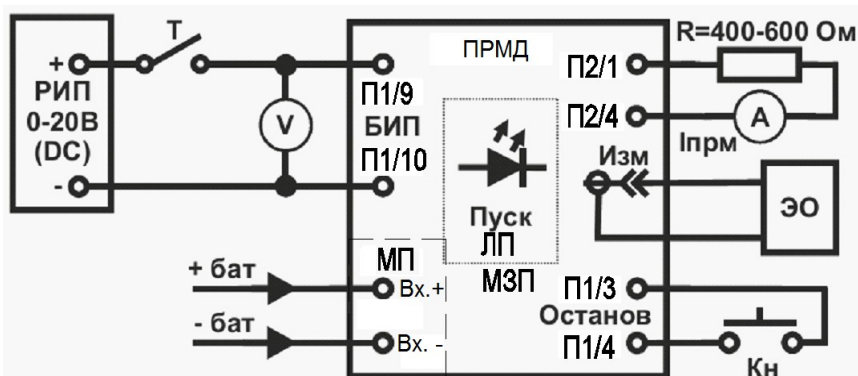 Т
ПРМД
R=400-600 Ом
+
РИП
0-20В
(DC)
-
V
П1/9
БИП
П1/10
П2/1
П2/4
А
Iпрм
Изм
ЭО
Пуск
ЛП
МЗП
МП
+ бат
Вх.+
- бат
Вх. -
П1/3
Останов
П1/4
Кн